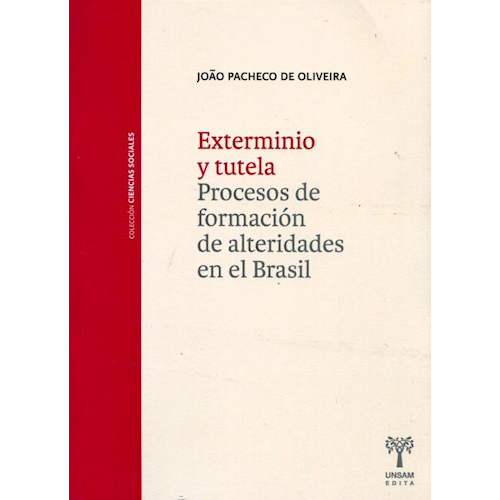 JOÃO PACHECO DE OLIVEIRA
Exterminio
y tutela
Procesos de
formación
de alteridades
en el Brasil
COLECCIÓN CIENCIAS SOCIALES
UNSAM
EDITA